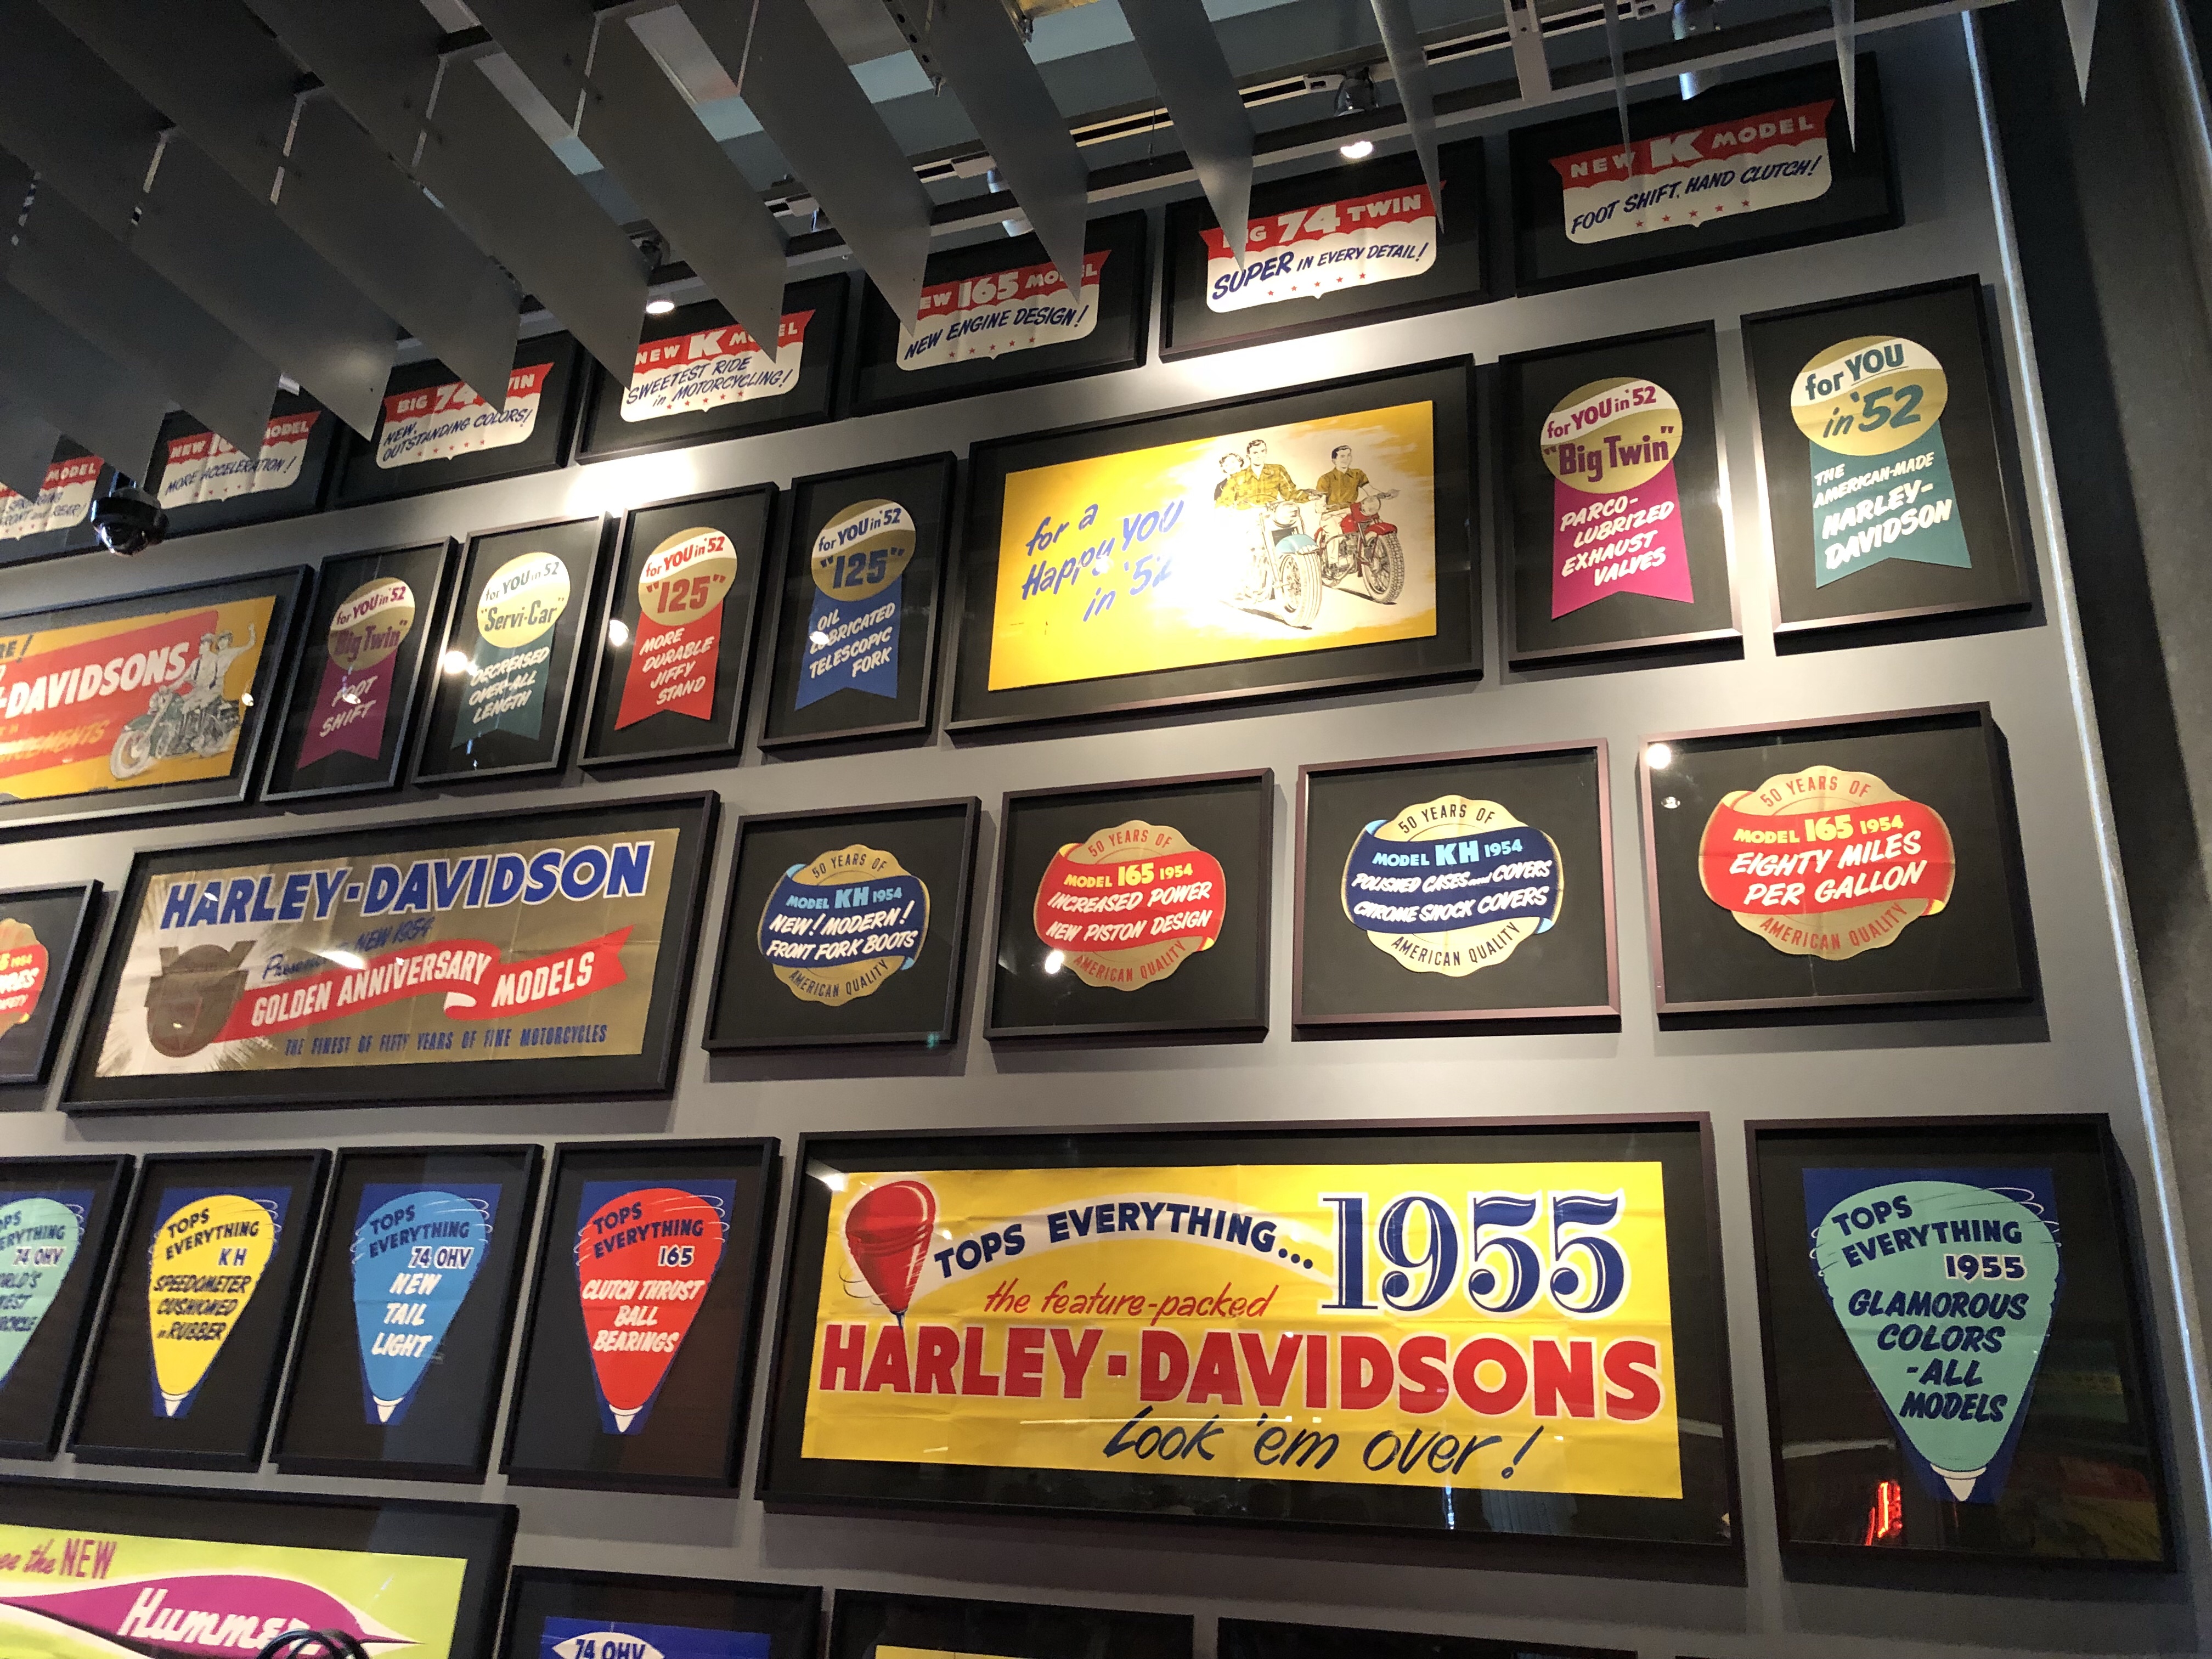 NEW K MODEL
FOOT SHIFT, HAND CLUTCH!
74 TWIN
SUPER IN EVERY DETAIL!
165
NEW ENGINE DESIGN!
NEW K
SWEETEST RIDE
in MOTORCYCLING!
BIG 74
NEW,
OUTSTANDING COLORS!
NEW MODEL
MORE ACCELERATION!
MODEL
-DAVIDSONS
for YOU in '52
"Big Twin"
FOOT
SHIFT
for YOU in '52
"Servi-Car"
DECREASED
OVER-ALL
LENGTH
for YOU in '52
"125"
MORE
DURABLE
JIFFY
STAND
for YOU in '52
"125"
OIL
LUBRICATED
TELESCOPIC
FORK
for a
Happy YOU
in '52
for YOU in '52
"Big Twin"
PARCO-
LUBRIZED
EXHAUST
VALVES
for YOU
in '52
THE
AMERICAN-MADE
HARLEY-
DAVIDSON
HARLEY-DAVIDSON
NEW 1954
GOLDEN ANNIVERSARY MODELS
THE FINEST OF FIFTY YEARS OF FINE MOTORCYCLES
50 YEARS OF
MODEL KH 1954
NEW! MODERN!
FRONT FORK BOOTS
AMERICAN QUALITY
50 YEARS OF
MODEL 165 1954
INCREASED POWER
NEW PISTON DESIGN
AMERICAN QUALITY
50 YEARS OF
MODEL KH 1954
POLISHED CASES and COVERS
CHROME SHOCK COVERS
AMERICAN QUALITY
50 YEARS OF
MODEL 165 1954
EIGHTY MILES
PER GALLON
AMERICAN QUALITY
74 OHV
TOPS
EVERYTHING
KH
SPEEDOMETER
CUSHIONED
in RUBBER
TOPS
EVERYTHING
74 OHV
NEW
TAIL
LIGHT
TOPS
EVERYTHING
165
CLUTCH THRUST
BALL
BEARINGS
TOPS EVERYTHING... 1955
the feature-packed
HARLEY-DAVIDSONS
Look 'em over!
TOPS
EVERYTHING
1955
GLAMOROUS
COLORS
-ALL
MODELS
the NEW
Hummer
74 OHV